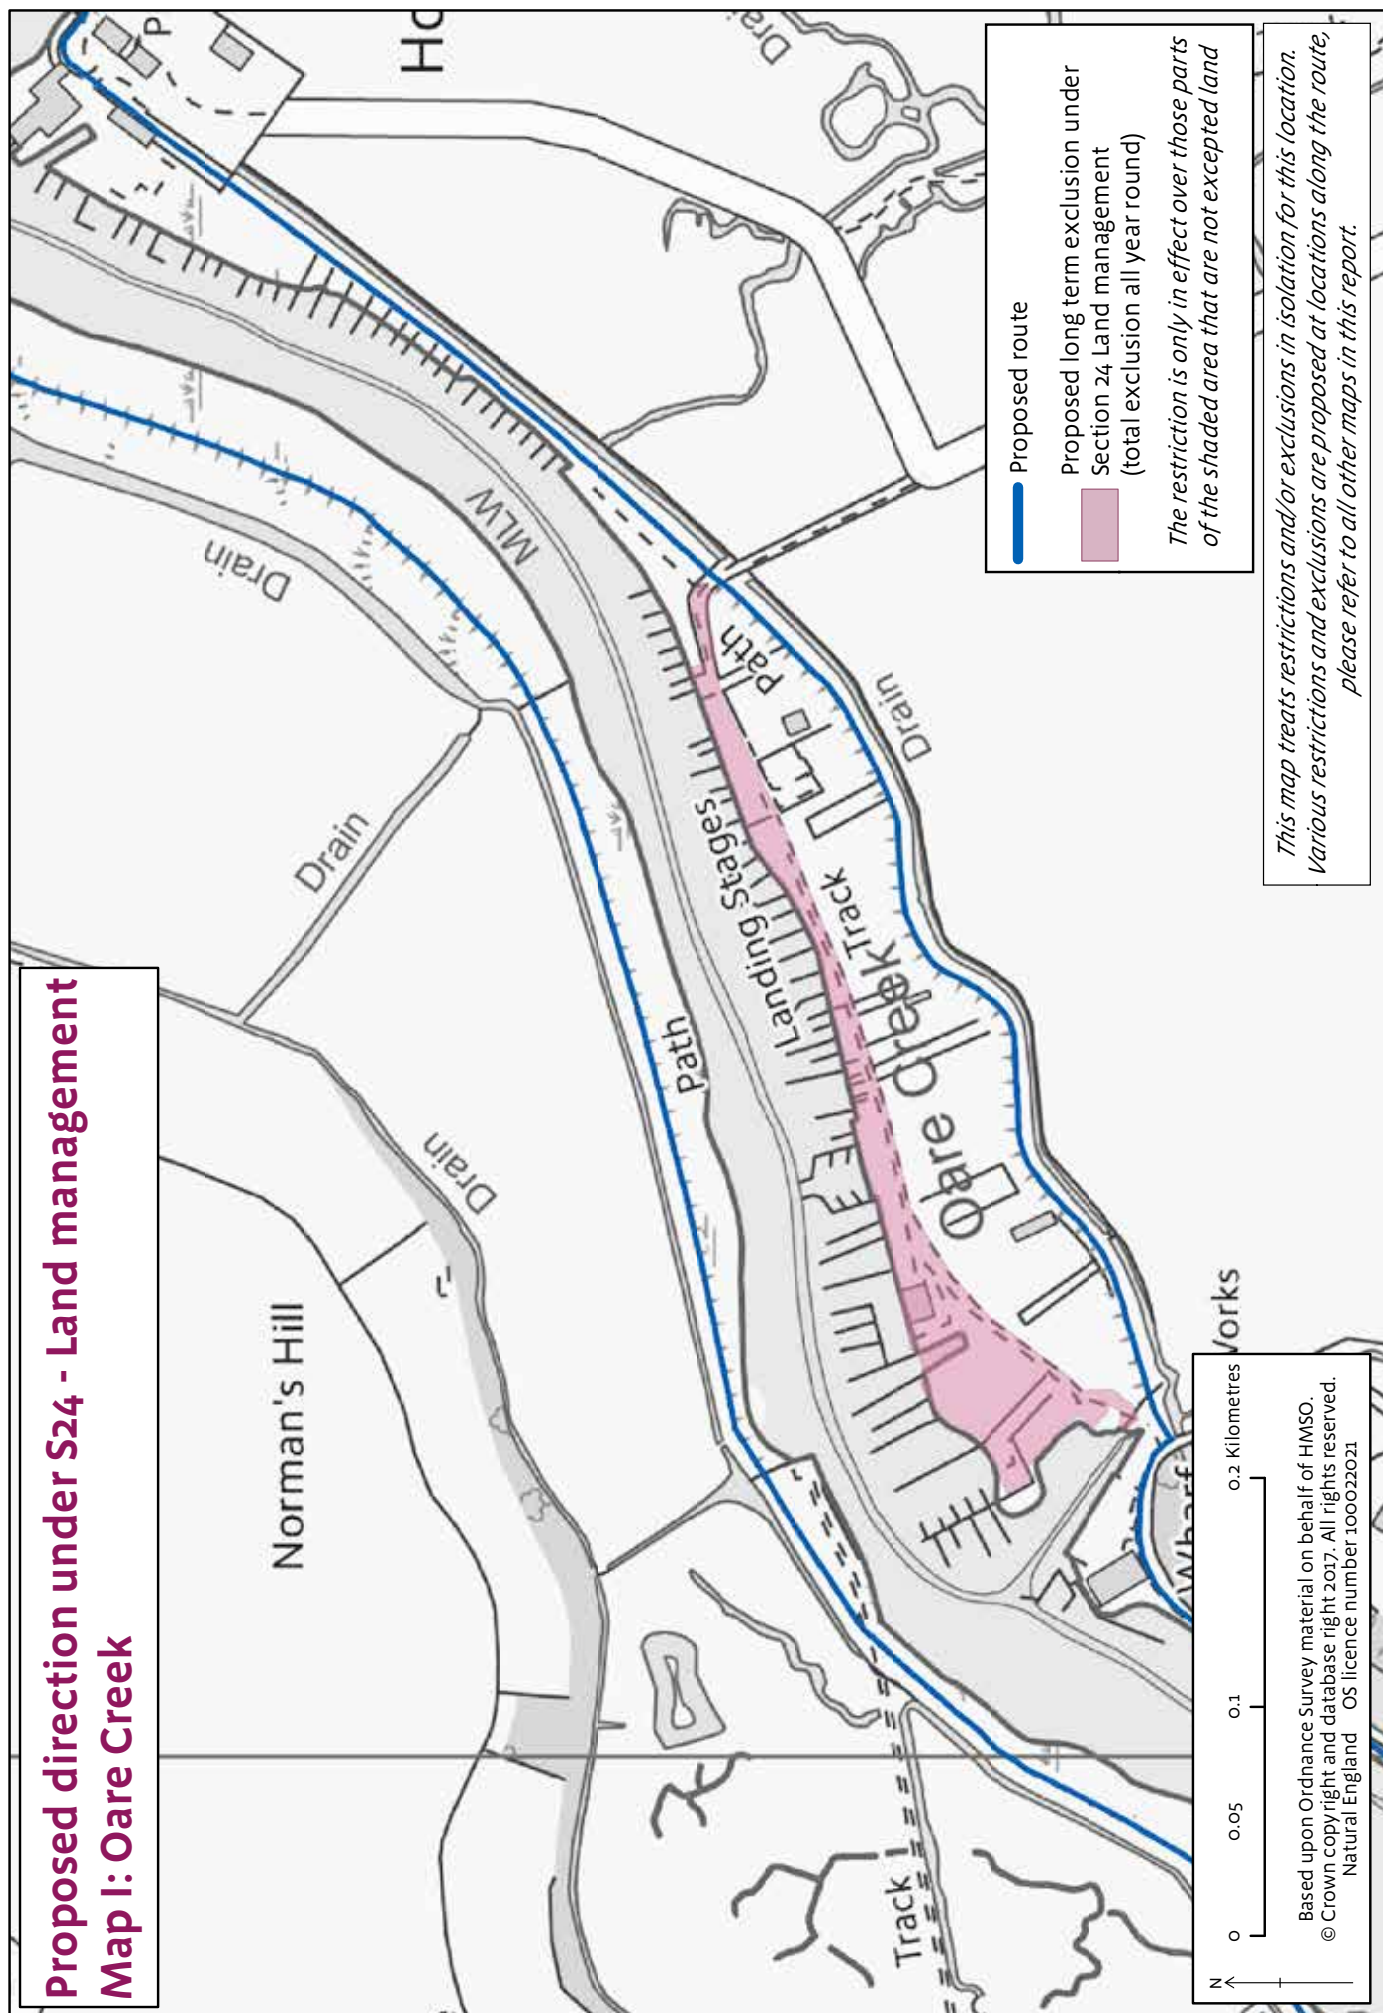 Proposed direction under S24 - Land management
Map I: Oare Creek
Norman's Hill
Drain
Drain
Drain
MLW
Path
Landing Stages
Track
Oare Creek
Path
Drain
Drain
P
Track
Proposed route
Proposed long term exclusion under
Section 24 Land management
(total exclusion all year round)
The restriction is only in effect over those parts
of the shaded area that are not excepted land
This map treats restrictions and/or exclusions in isolation for this location.
Various restrictions and exclusions are proposed at locations along the route,
please refer to all other maps in this report.
N
0 0.05 0.1 0.2 Kilometres
Based upon Ordnance Survey material on behalf of HMSO.
© Crown copyright and database right 2017. All rights reserved.
Natural England OS licence number 100022021